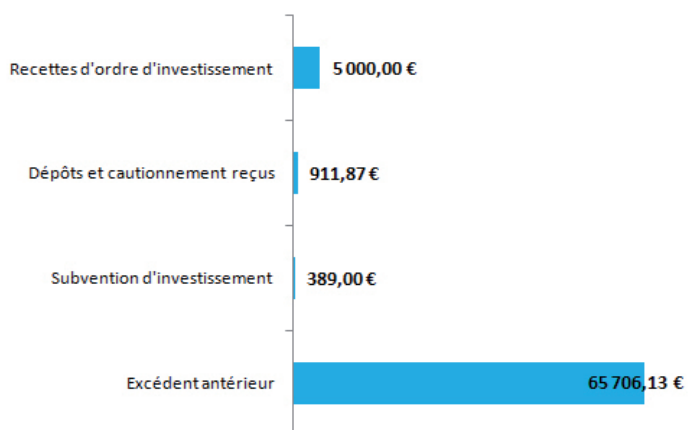 Recettes d'ordre d'investissement 5 000,00 €
Dépôts et cautionnement reçus 911,87 €
Subvention d'investissement 389,00 €
Excédent antérieur 65 706,13 €